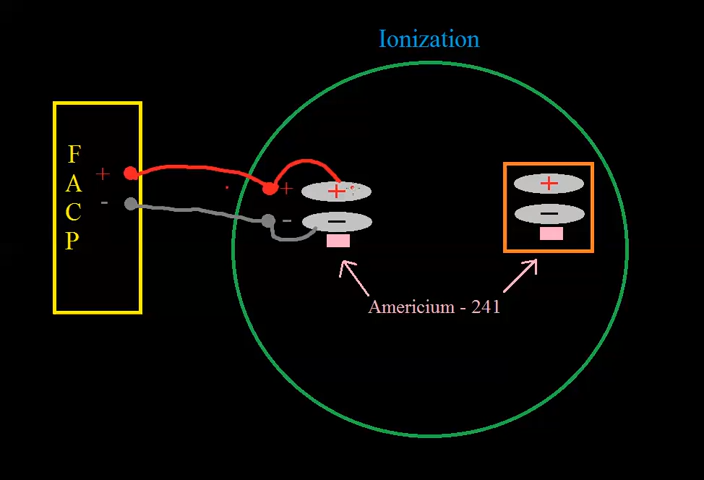 Ionization
F
A
C
P
+
-
+
-
+
-
+
-
Americium - 241